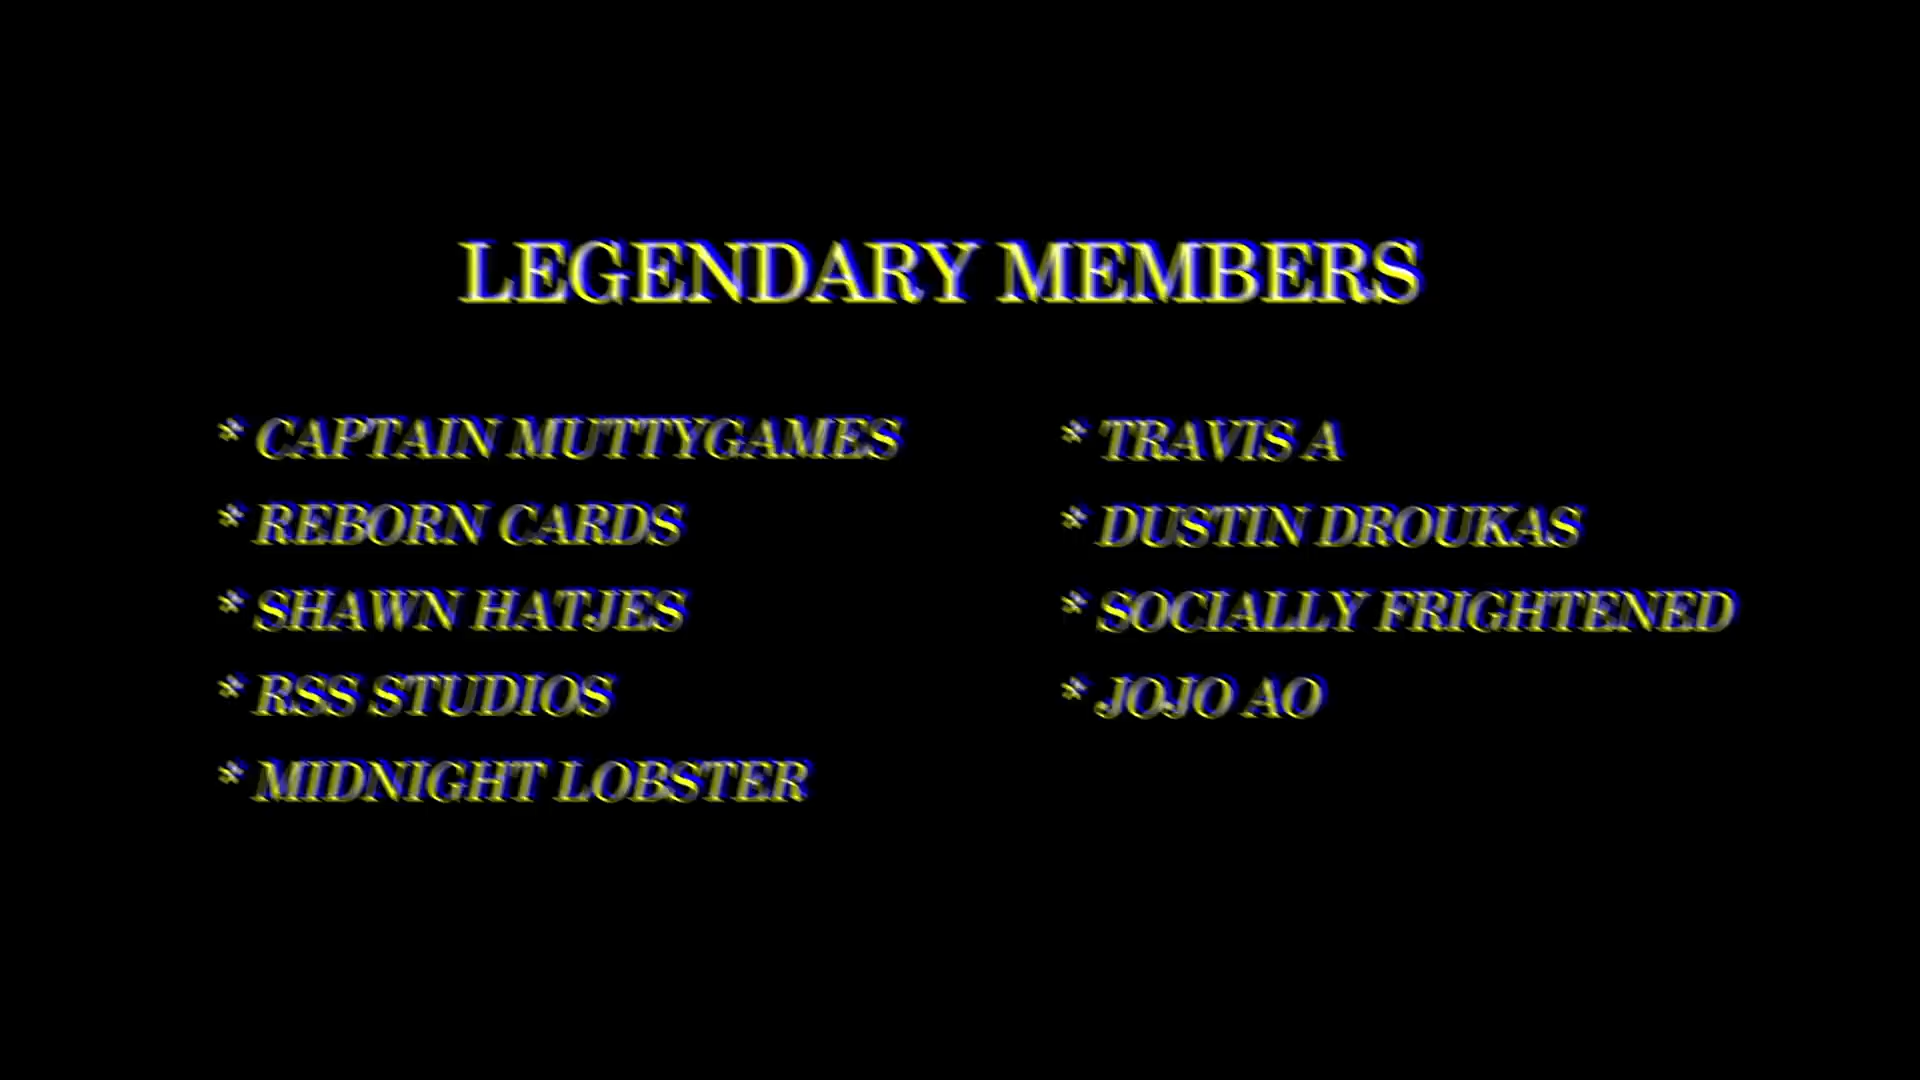 LEGENDARY MEMBERS
* CAPTAIN MUTTYGAMES
* REBORN CARDS
* SHAWN HATJES
* RSS STUDIOS
* MIDNIGHT LOBSTER
* TRAVIS A
* DUSTIN DROUKAS
* SOCIALLY FRIGHTENED
* JOJO AO